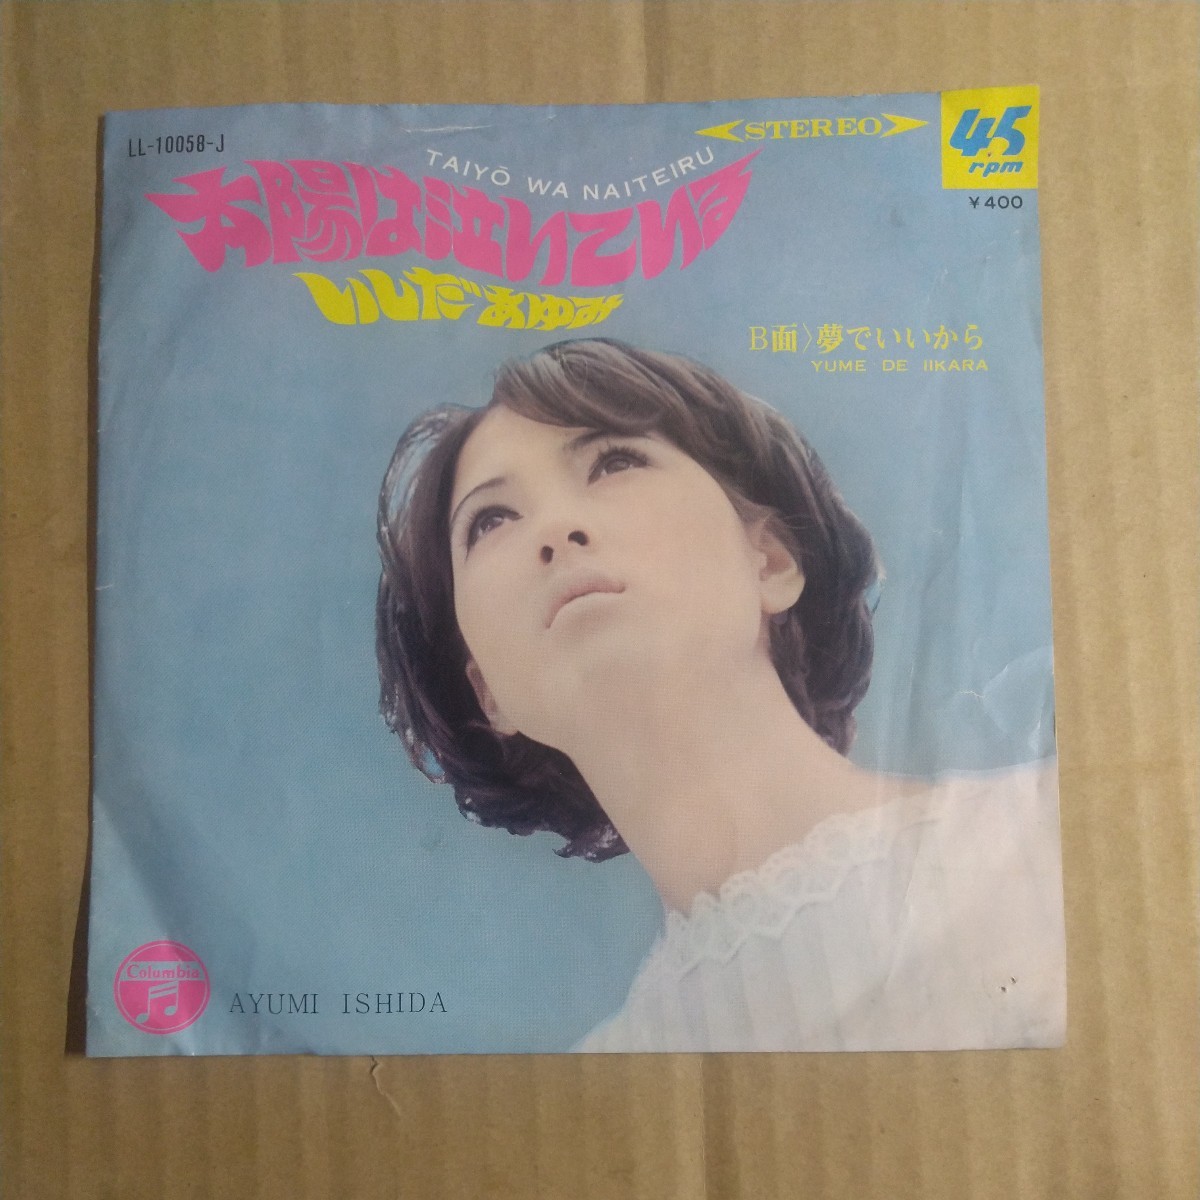 LL-10058-J
STEREO
45
rpm
¥400
TAIYŌ WA NAITEIRU
太陽は泣いている
いしだあゆみ
B面〉夢でいいから
YUME DE IIKARA
Columbia
AYUMI ISHIDA